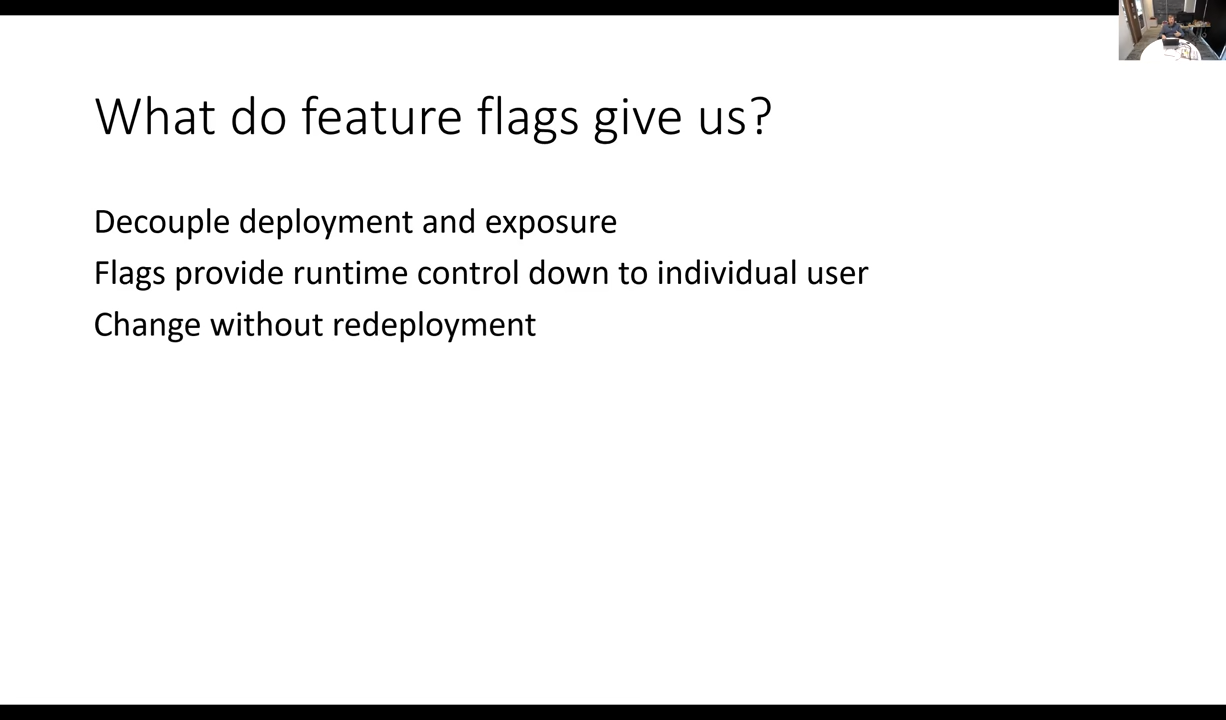 What do feature flags give us?
Decouple deployment and exposure
Flags provide runtime control down to individual user
Change without redeployment